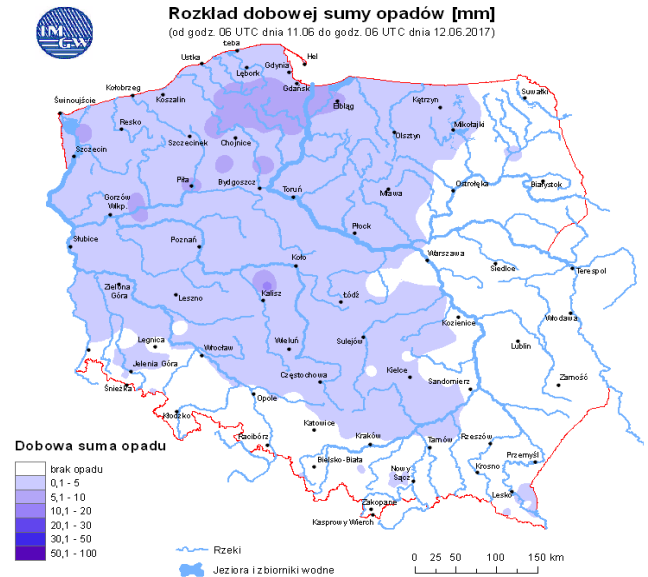 Rozkład dobowej sumy opadów [mm]
(od godz. 06 UTC dnia 11.06 do godz. 06 UTC dnia 12.06.2017)
IM
G-W
Łeba
Hel
Ustka
Gdynia
Lębork
Gdańsk
Suwałki
Kołobrzeg
Koszalin
Świnoujście
Elbląg
Kętrzyn
Resko
Mikołajki
Olsztyn
Szczecinek
Chojnice
Szczecin
Piła
Bydgoszcz
Toruń
Ostrołęka
Białystok
Mława
Gorzów
Wlkp.
Płock
Słubice
Poznań
Koło
Warszawa
Siedlce
Terespol
Zielona
Góra
Leszno
Kalisz
Łódź
Kozienice
Włodawa
Legnica
Wrocław
Wieluń
Sulejów
Lublin
Jelenia Góra
Śnieżka
Częstochowa
Kielce
Sandomierz
Zamość
Opole
Kłodzko
Katowice
Racibórz
Kraków
Tarnów
Rzeszów
Przemyśl
Bielsko-Biała
Nowy
Sącz
Krosno
Lesko
Zakopane
Kasprowy Wierch
Dobowa suma opadu
brak opadu
0,1 - 5
5,1 - 10
10,1 - 20
20,1 - 30
30,1 - 50
50,1 - 100
Rzeki
Jeziora i zbiorniki wodne
0 25 50 100 150 km